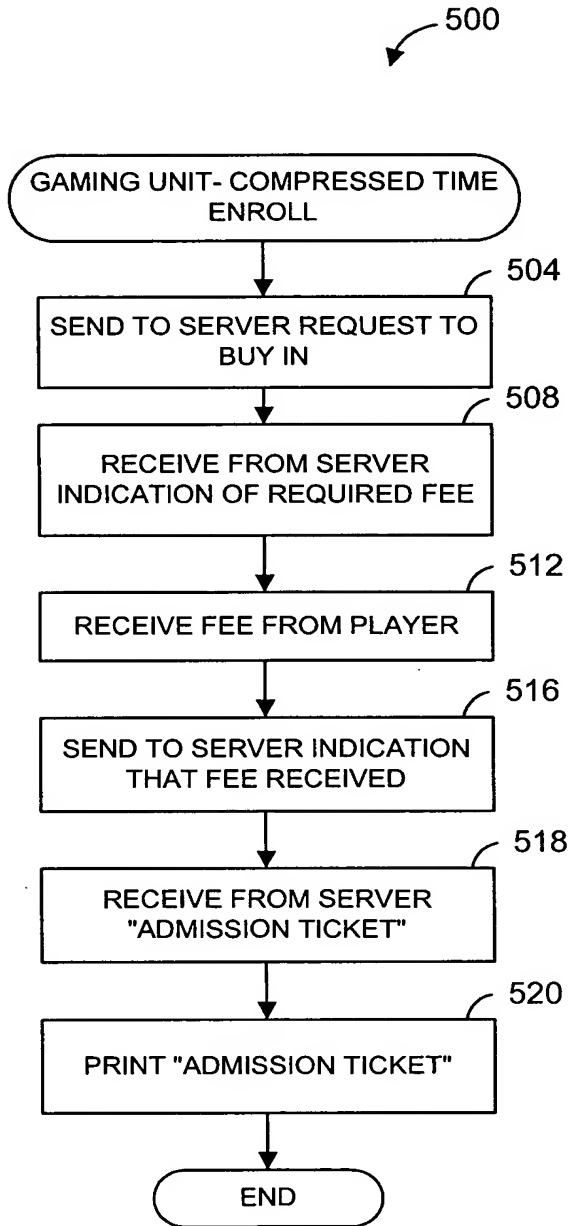 500
GAMING UNIT- COMPRESSED TIME
ENROLL
504
SEND TO SERVER REQUEST TO
BUY IN
508
RECEIVE FROM SERVER
INDICATION OF REQUIRED FEE
512
RECEIVE FEE FROM PLAYER
516
SEND TO SERVER INDICATION
THAT FEE RECEIVED
518
RECEIVE FROM SERVER
"ADMISSION TICKET"
520
PRINT "ADMISSION TICKET"
END